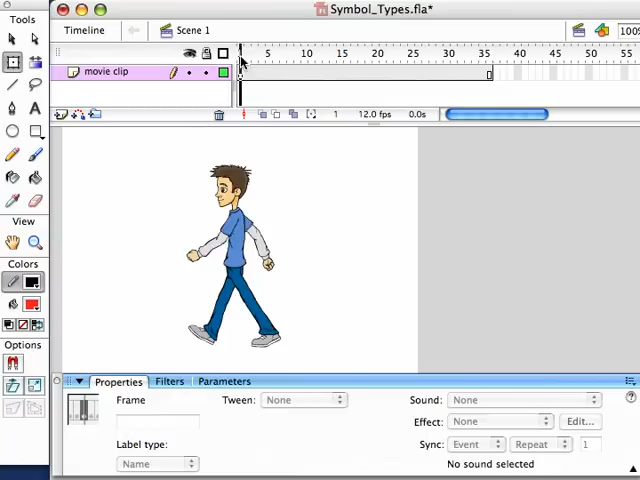 Symbol_Types.fla*
Tools
Timeline
Scene 1
100%
5 10 15 20 25 30 35 40 45 50 55
movie clip
1 12.0 fps 0.0s
A
View
Colors
Options
Properties Filters Parameters
Frame Tween: None Sound: None
Effect: None Edit...
Label type: Sync: Event Repeat 1
Name No sound selected